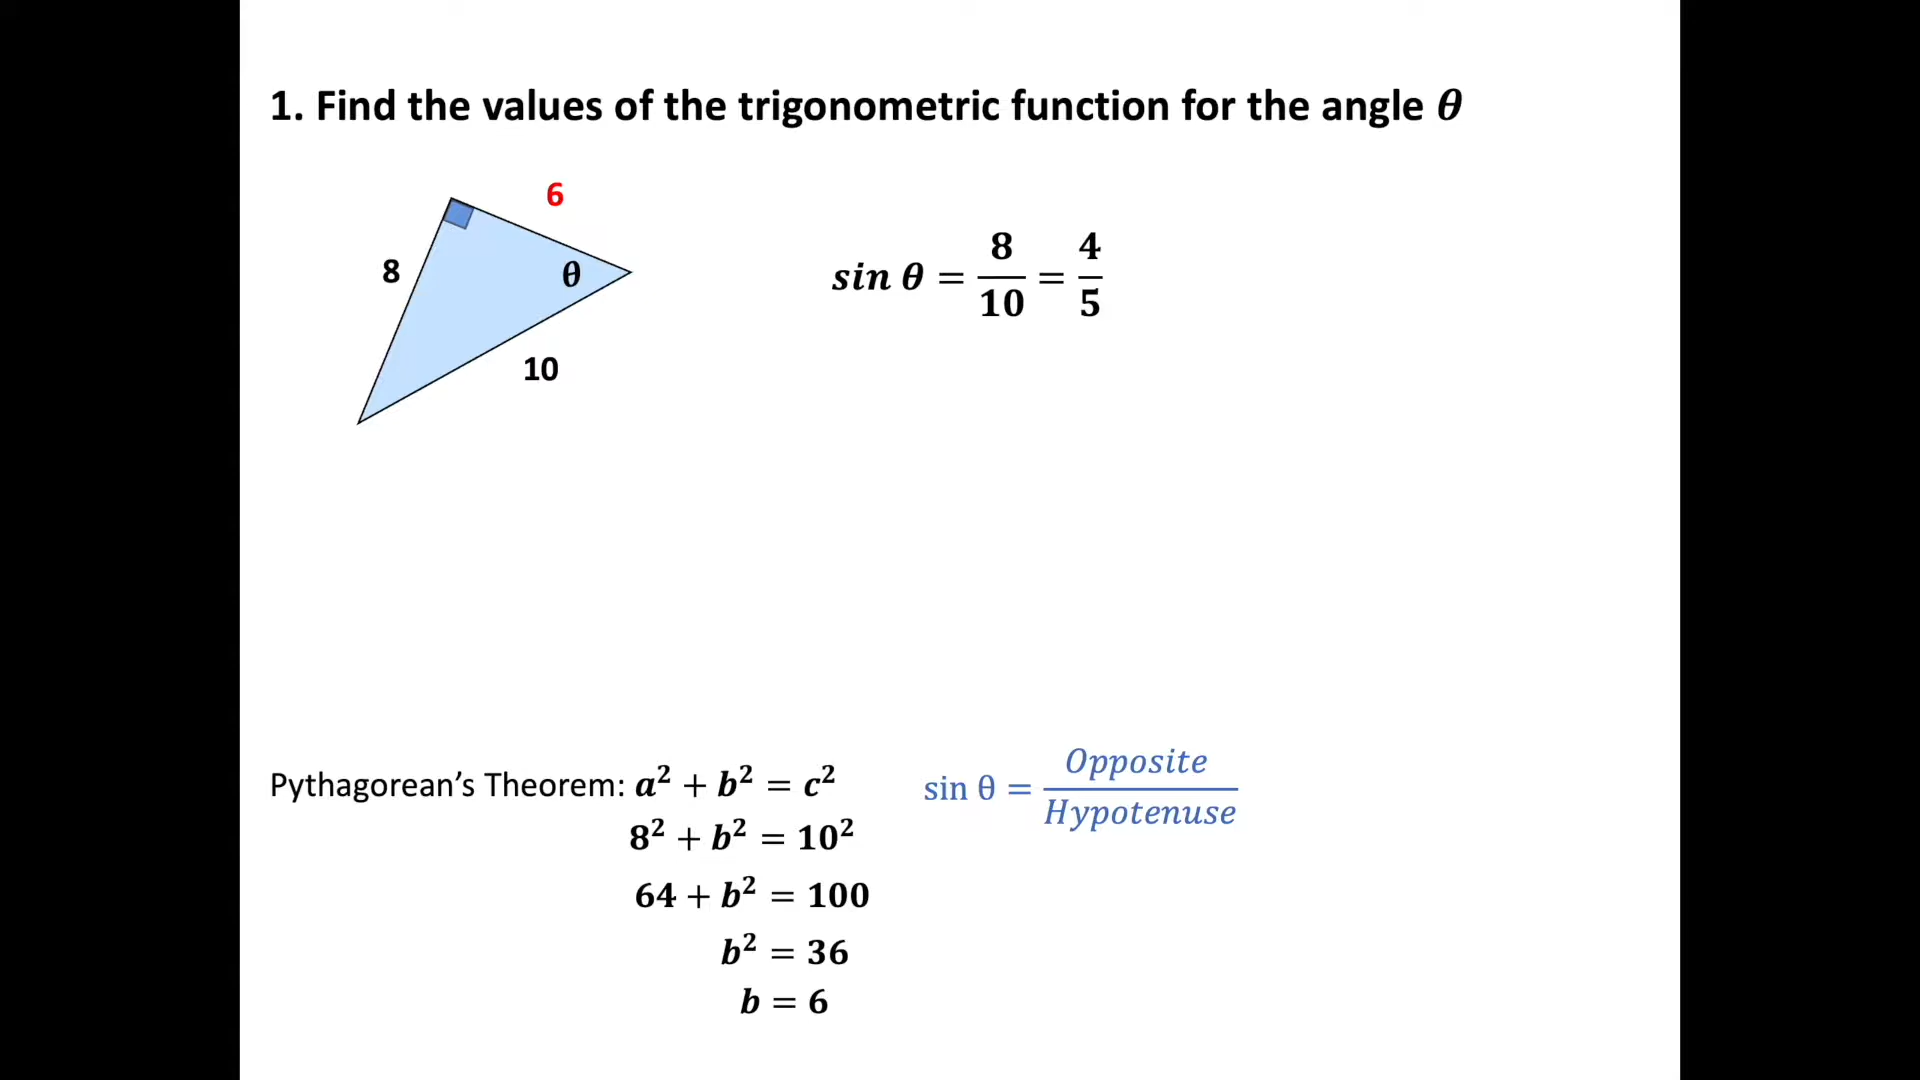 1. Find the values of the trigonometric function for the angle θ
6
8
θ
10
sin θ = 8/10 = 4/5
Pythagorean's Theorem: a² + b² = c²
8² + b² = 10²
64 + b² = 100
b² = 36
b = 6
sin θ = Opposite/Hypotenuse